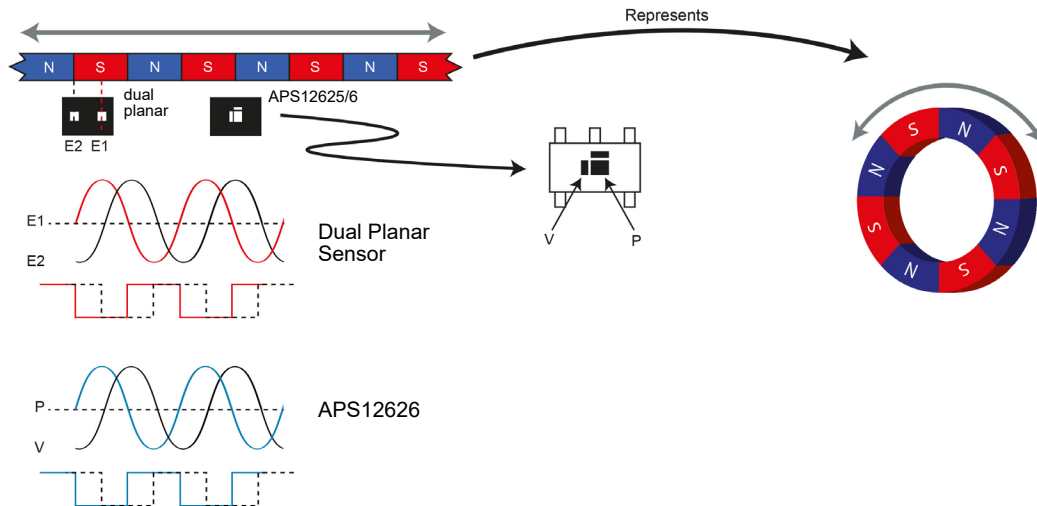 Represents
N S N S N S N S
dual
planar
APS12625/6
E2 E1
V P
S N S N S N S N
E1
E2
Dual Planar
Sensor
P
V
APS12626